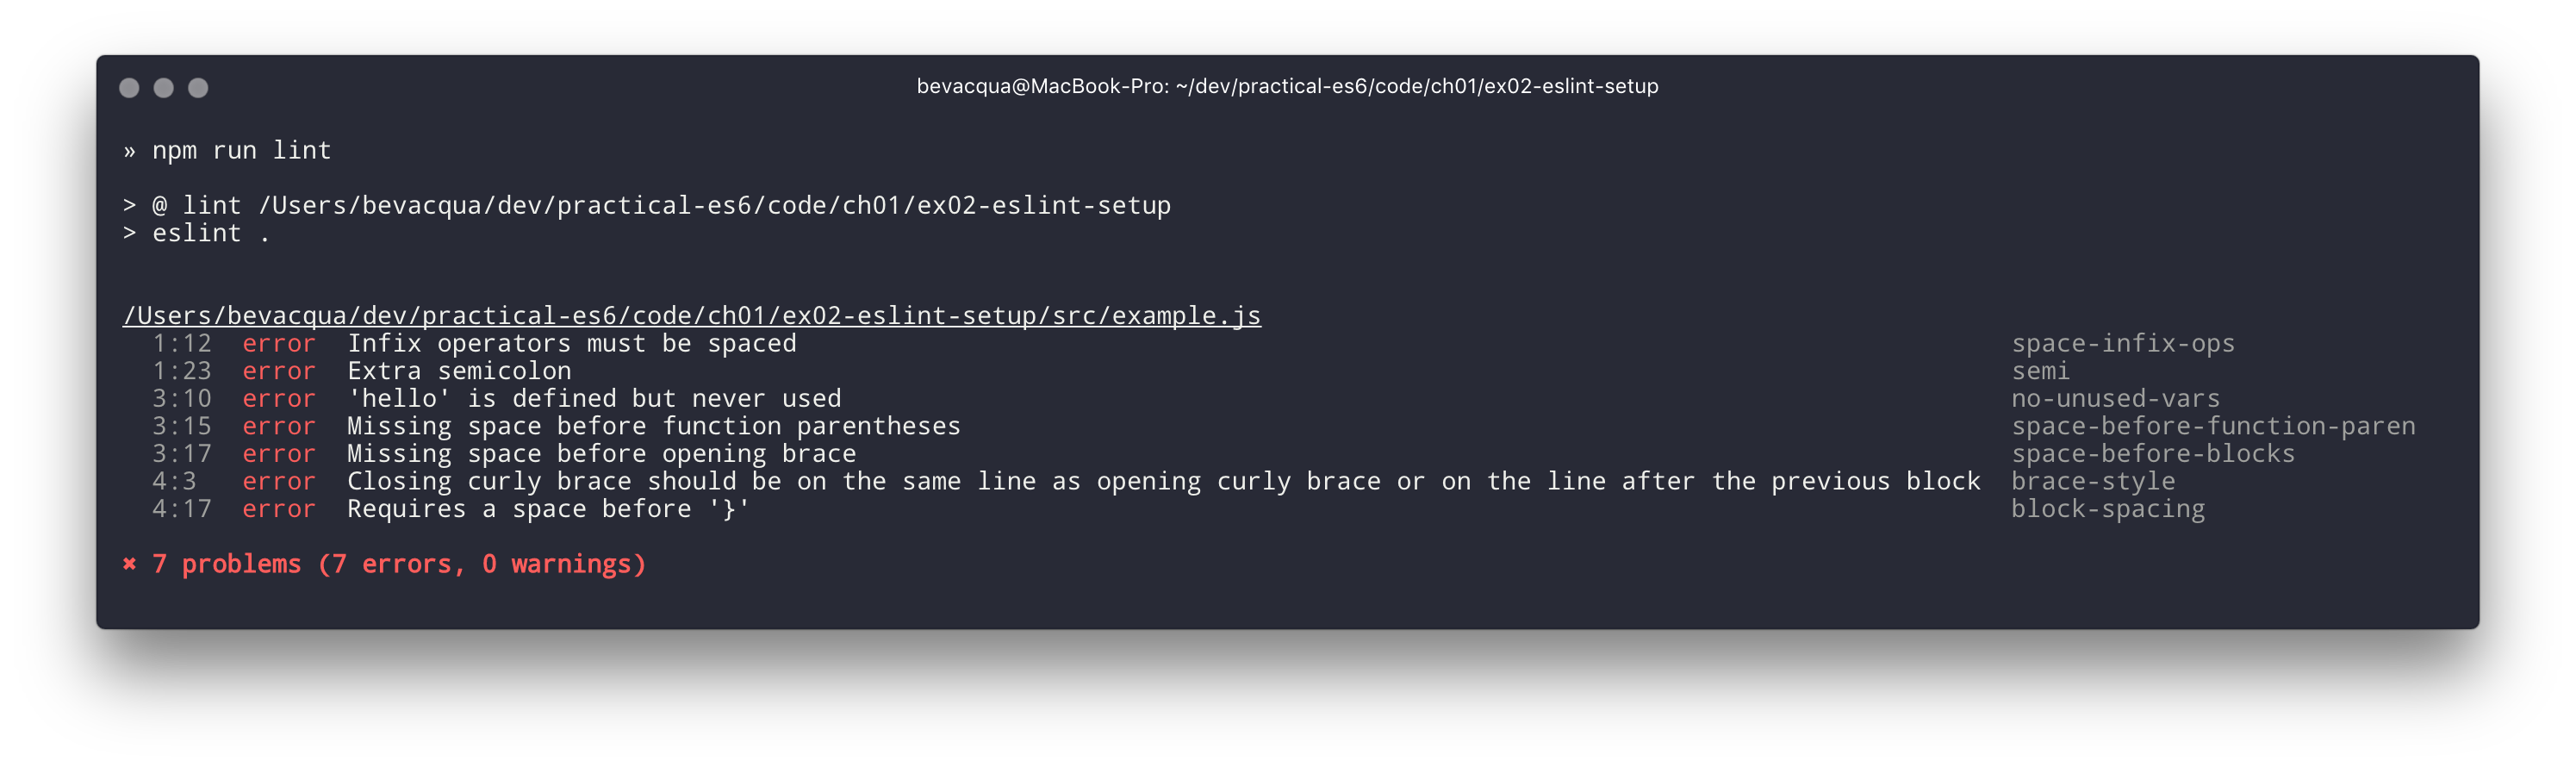 bevacqua@MacBook-Pro: ~/dev/practical-es6/code/ch01/ex02-eslint-setup
» npm run lint
> @ lint /Users/bevacqua/dev/practical-es6/code/ch01/ex02-eslint-setup
> eslint .
/Users/bevacqua/dev/practical-es6/code/ch01/ex02-eslint-setup/src/example.js
1:12 error Infix operators must be spaced space-infix-ops
1:23 error Extra semicolon semi
3:10 error 'hello' is defined but never used no-unused-vars
3:15 error Missing space before function parentheses space-before-function-paren
3:17 error Missing space before opening brace space-before-blocks
4:3 error Closing curly brace should be on the same line as opening curly brace or on the line after the previous block brace-style
4:17 error Requires a space before '}' block-spacing
✖ 7 problems (7 errors, 0 warnings)